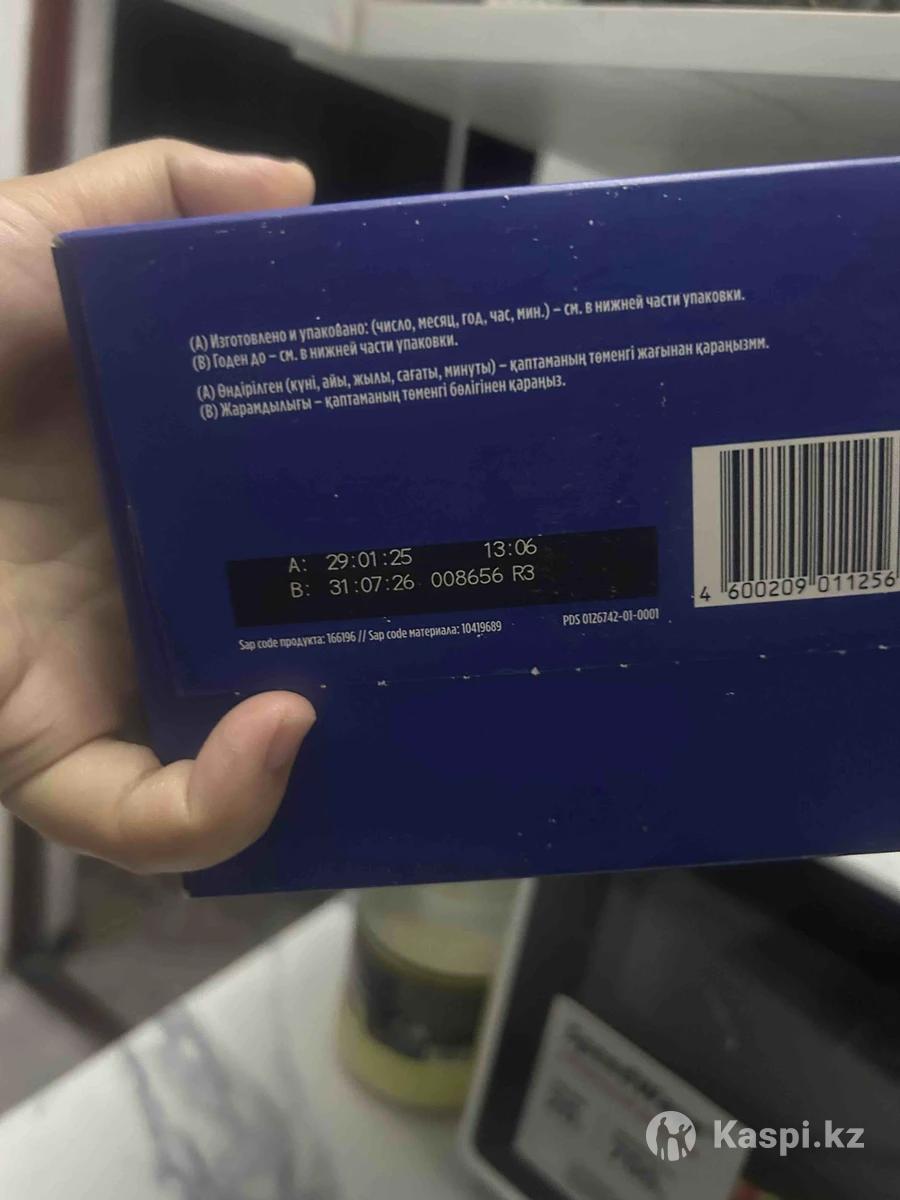 (А) Изготовлено и упаковано: (число, месяц, год, час, мин.) – см. в нижней части упаковки.
(В) Годен до – см. в нижней части упаковки.
(А) Өндірілген (күні, айы, жылы, сағаты, минуты) – қаптаманың төменгі жағынан қараңызмм.
(В) Жарамдылығы – қаптаманың төменгі бөлігінен қараңыз.
A: 29:01:25 13:06
B: 31:07:26 008656 R3
Sap code продукта: 166196 // Sap code материала: 10419689
PDS 0126742-01-0001
4 600209 011256
Kaspi.kz